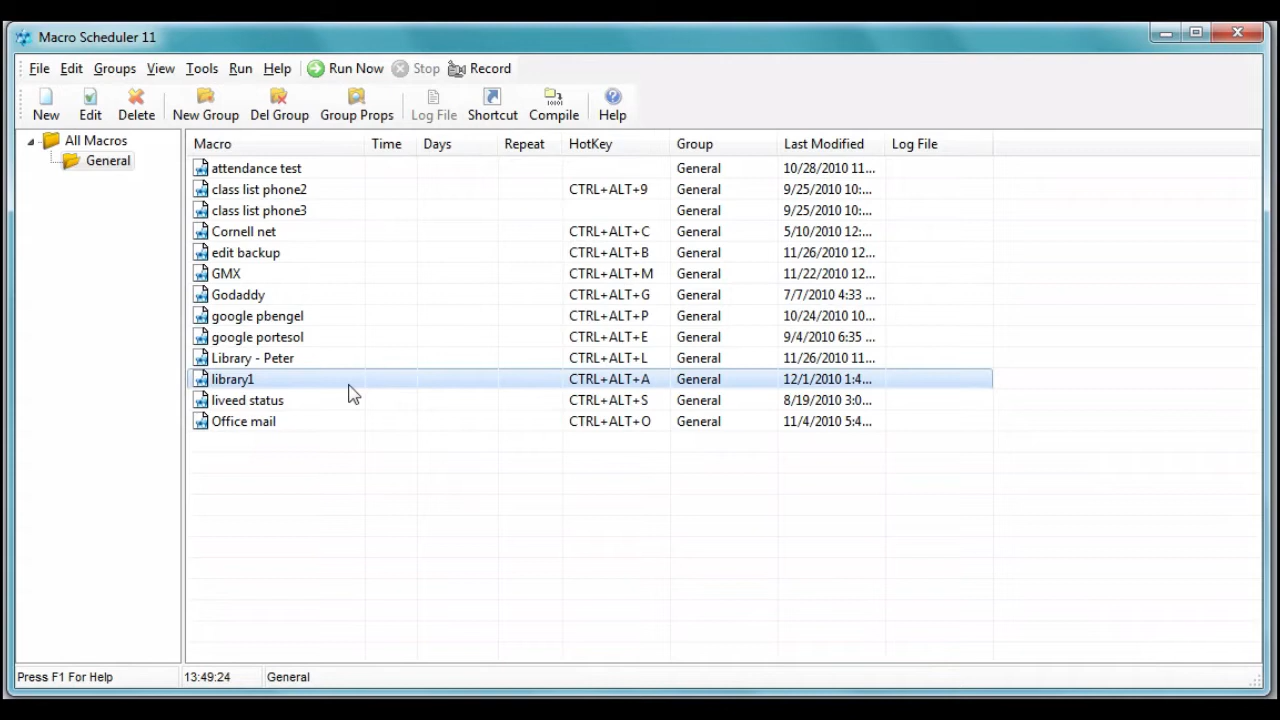 Macro Scheduler 11
File Edit Groups View Tools Run Help Run Now Stop Record
New Edit Delete New Group Del Group Group Props Log File Shortcut Compile Help
All Macros
General
Macro Time Days Repeat HotKey Group Last Modified Log File
attendance test General 10/28/2010 11...
class list phone2 CTRL+ALT+9 General 9/25/2010 10:...
class list phone3 General 9/25/2010 10:...
Cornell net CTRL+ALT+C General 5/10/2010 12:...
edit backup CTRL+ALT+B General 11/26/2010 12...
GMX CTRL+ALT+M General 11/22/2010 12...
Godaddy CTRL+ALT+G General 7/7/2010 4:33 ...
google pbengel CTRL+ALT+P General 10/24/2010 10...
google portesol CTRL+ALT+E General 9/4/2010 6:35 ...
Library - Peter CTRL+ALT+L General 11/26/2010 11...
library1 CTRL+ALT+A General 12/1/2010 1:4...
liveed status CTRL+ALT+S General 8/19/2010 3:0...
Office mail CTRL+ALT+O General 11/4/2010 5:4...
Press F1 For Help 13:49:24 General